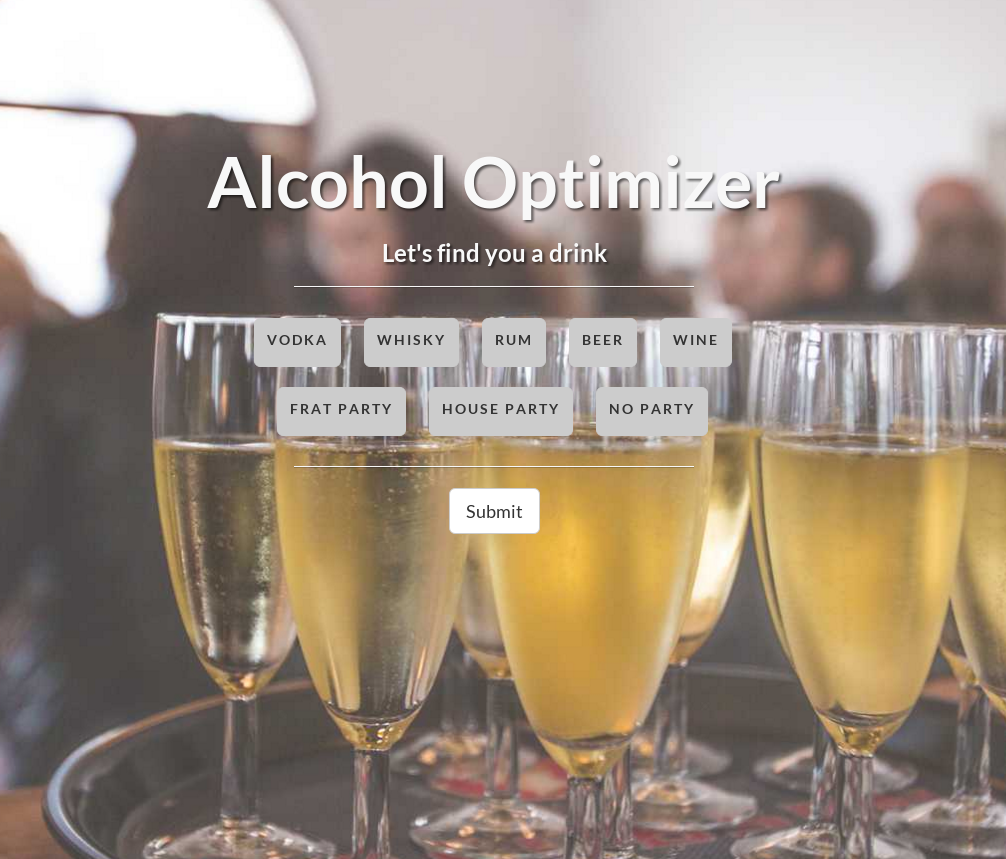 Alcohol Optimizer
Let's find you a drink
VODKA WHISKY RUM BEER WINE
FRAT PARTY HOUSE PARTY NO PARTY
Submit